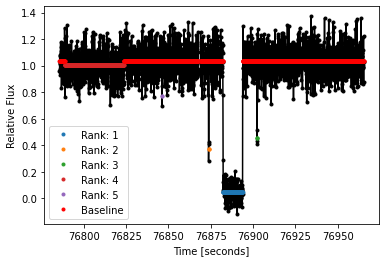 1.4
1.2
1.0
0.8
0.6
0.4
0.2
0.0
Relative Flux
Rank: 1
Rank: 2
Rank: 3
Rank: 4
Rank: 5
Baseline
76800 76825 76850 76875 76900 76925 76950
Time [seconds]